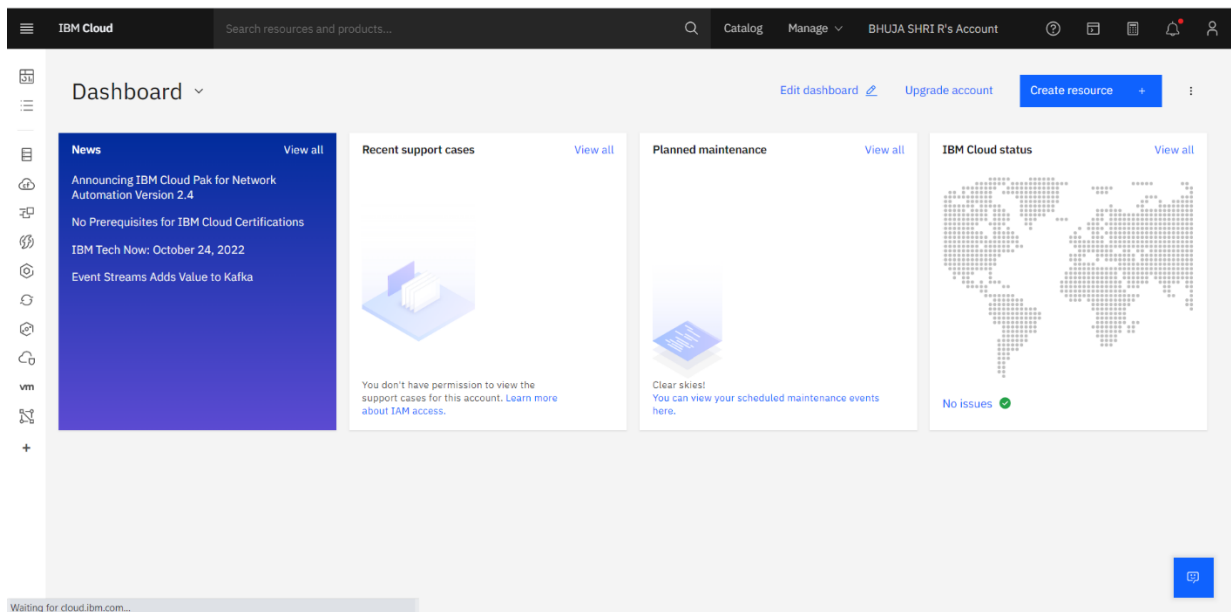 IBM Cloud
Search resources and products...
Catalog
Manage
BHUJA SHRI R's Account
Dashboard
Edit dashboard
Upgrade account
Create resource +
News
View all
Announcing IBM Cloud Pak for Network
Automation Version 2.4
No Prerequisites for IBM Cloud Certifications
IBM Tech Now: October 24, 2022
Event Streams Adds Value to Kafka
Recent support cases
View all
You don't have permission to view the
support cases for this account. Learn more
about IAM access.
Planned maintenance
View all
Clear skies!
You can view your scheduled maintenance events
here.
IBM Cloud status
View all
No issues
vm
Waiting for cloud.ibm.com...